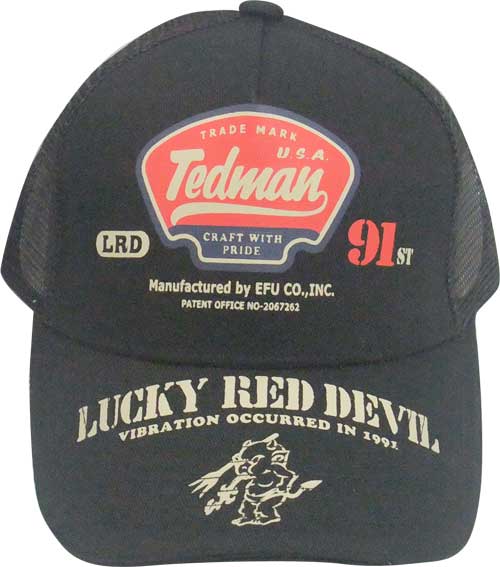 TRADE MARK
U.S.A.
Tedman
CRAFT WITH
PRIDE
LRD
91ST
Manufactured by EFU CO.,INC.
PATENT OFFICE NO-2067262
LUCKY RED DEVIL
VIBRATION OCCURRED IN 1991